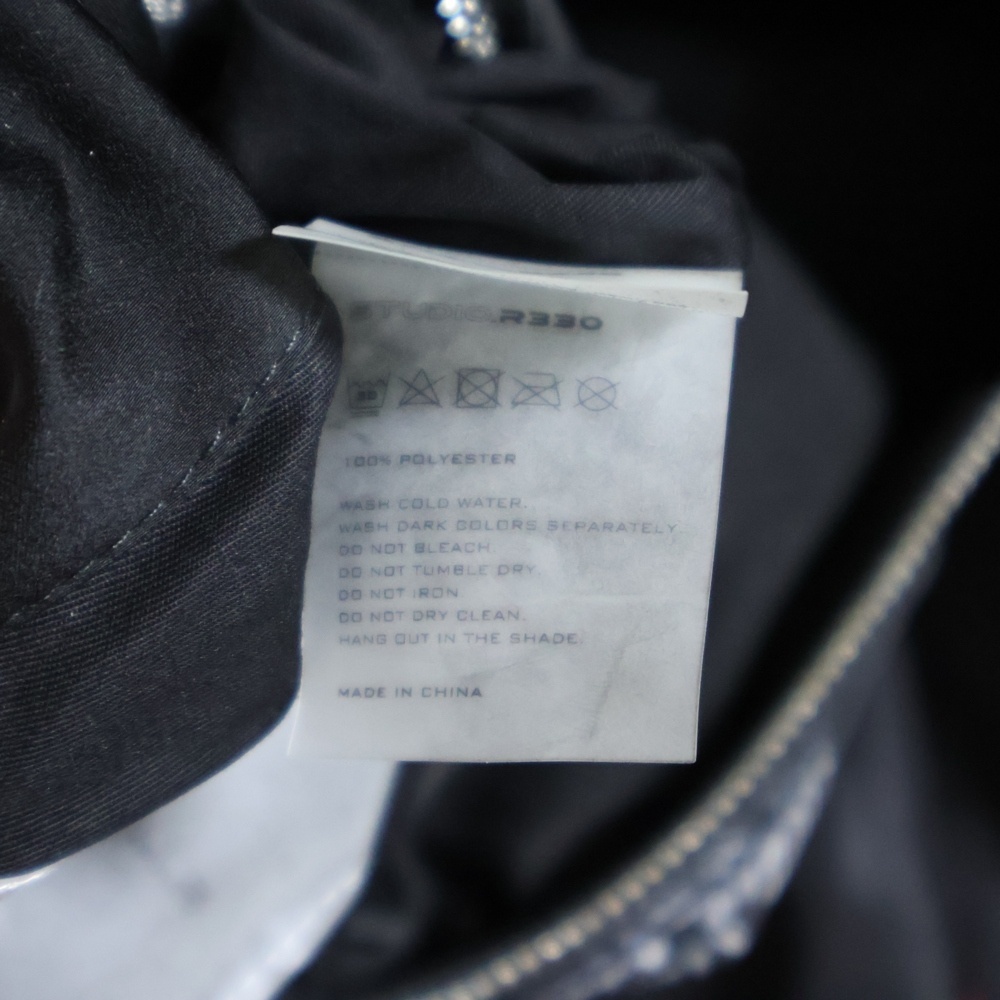 STUDIO.R330
30
100% POLYESTER
WASH COLD WATER.
WASH DARK COLORS SEPARATELY
DO NOT BLEACH
DO NOT TUMBLE DRY.
DO NOT IRON
DO NOT DRY CLEAN.
HANG OUT IN THE SHADE.
MADE IN CHINA